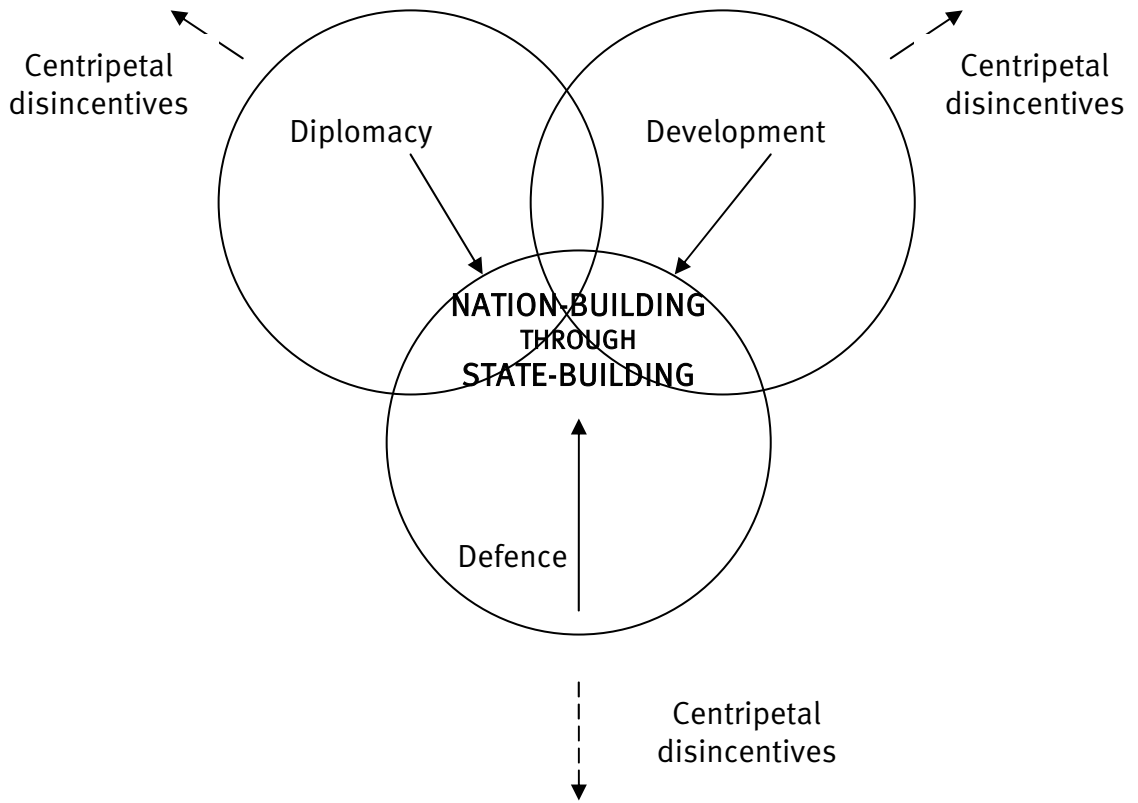 Centripetal
disincentives
Centripetal
disincentives
Diplomacy
Development
NATION-BUILDING
THROUGH
STATE-BUILDING
Defence
Centripetal
disincentives